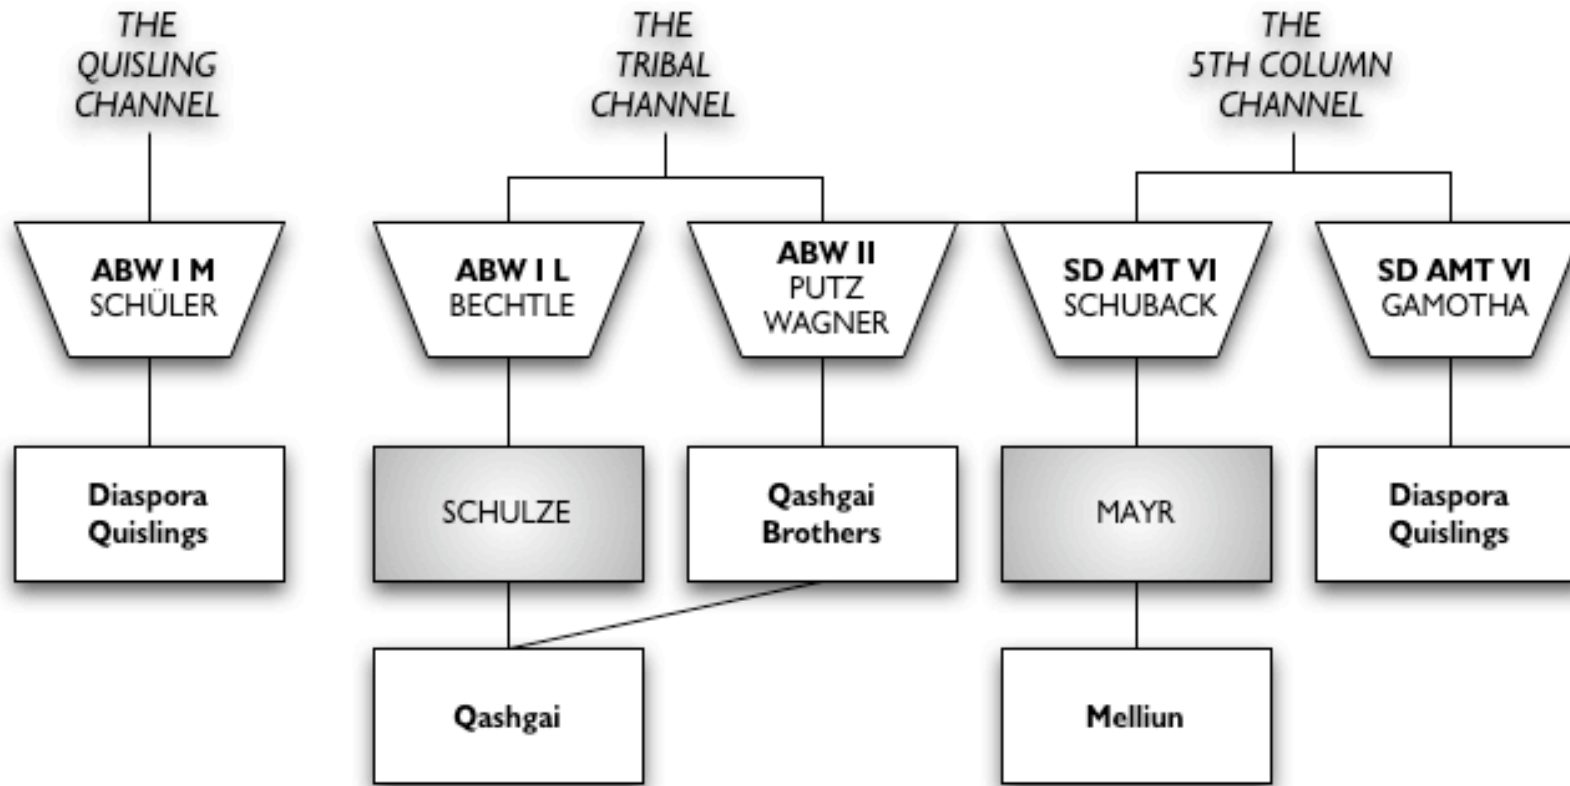 THE
QUISLING
CHANNEL
THE
TRIBAL
CHANNEL
THE
5TH COLUMN
CHANNEL
ABW I M
SCHÜLER
ABW I L
BECHTLE
ABW II
PUTZ
WAGNER
SD AMT VI
SCHUBACK
SD AMT VI
GAMOTHA
Diaspora
Quislings
SCHULZE
Qashgai
Brothers
MAYR
Diaspora
Quislings
Qashgai
Melliun